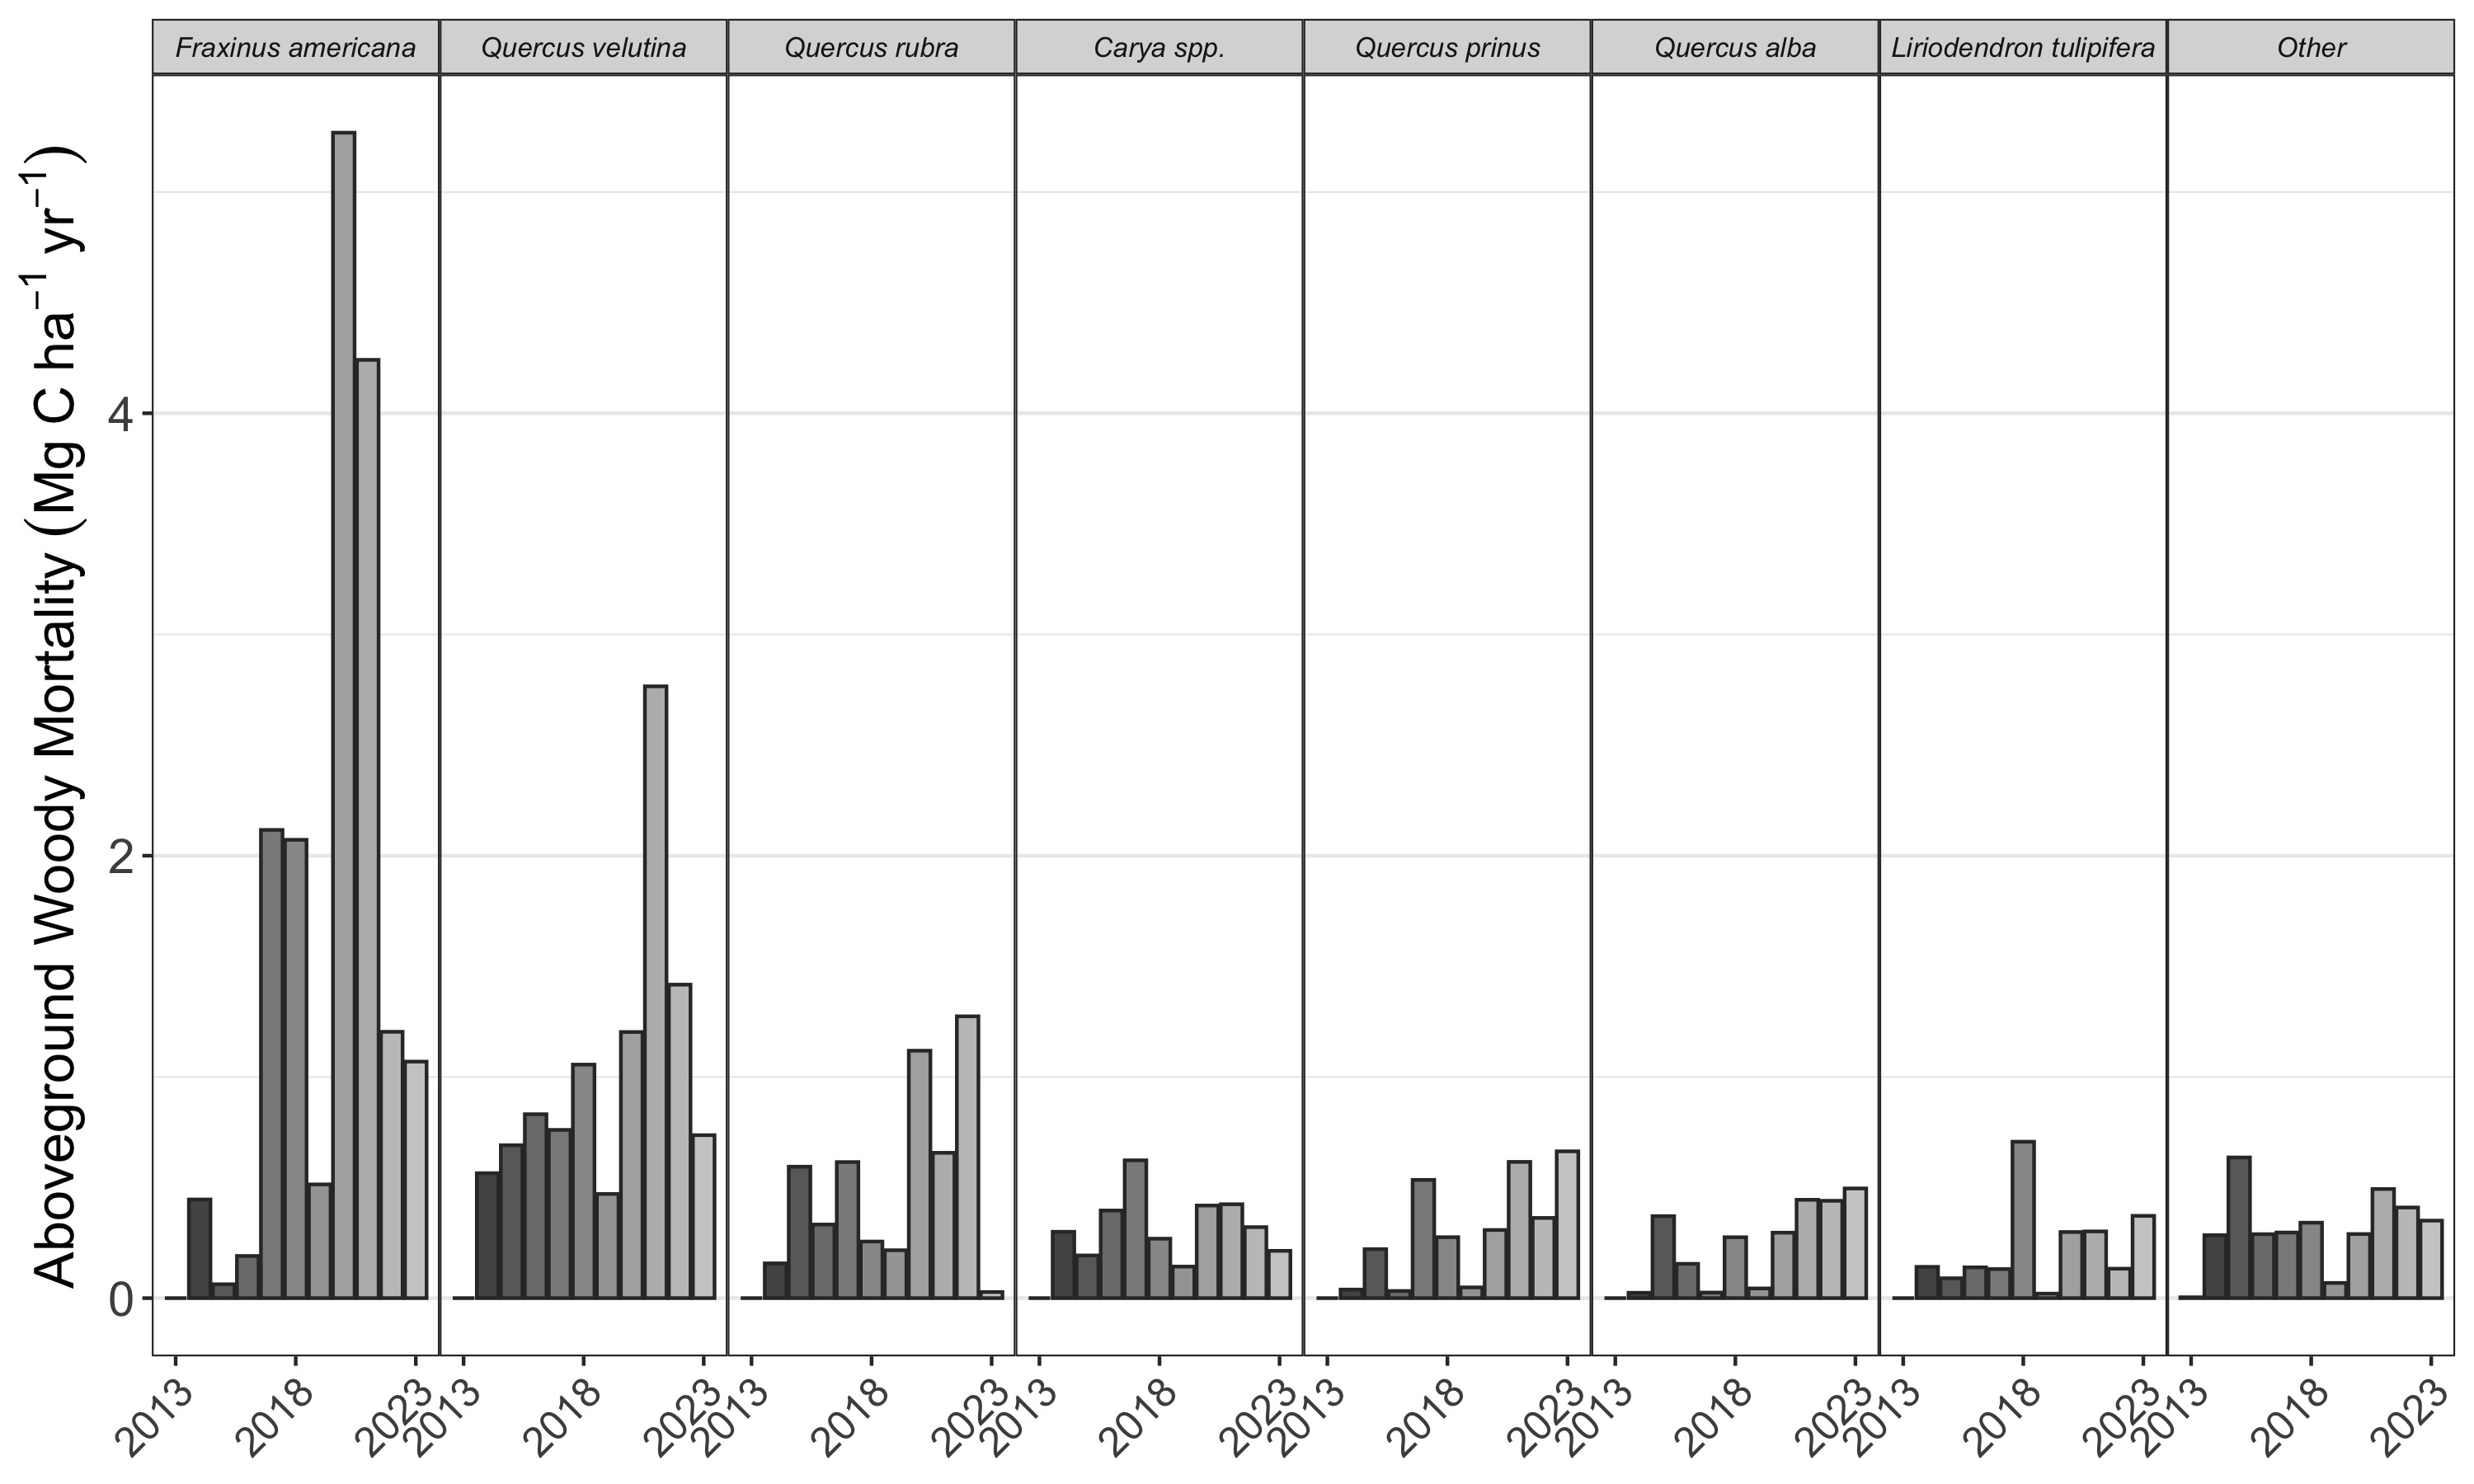 Fraxinus americana Quercus velutina Quercus rubra Carya spp. Quercus prinus Quercus alba Liriodendron tulipifera Other
Aboveground Woody Mortality (Mg C ha⁻¹ yr⁻¹)
4
2
0
2013 2018 2023 2013 2018 2023 2013 2018 2023 2013 2018 2023 2013 2018 2023 2013 2018 2023 2013 2018 2023 2013 2018 2023